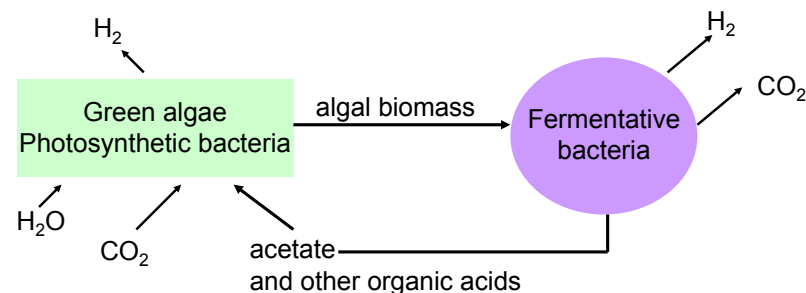 H₂
Green algae
Photosynthetic bacteria
algal biomass
Fermentative
bacteria
H₂
CO₂
H₂O
CO₂
acetate
and other organic acids